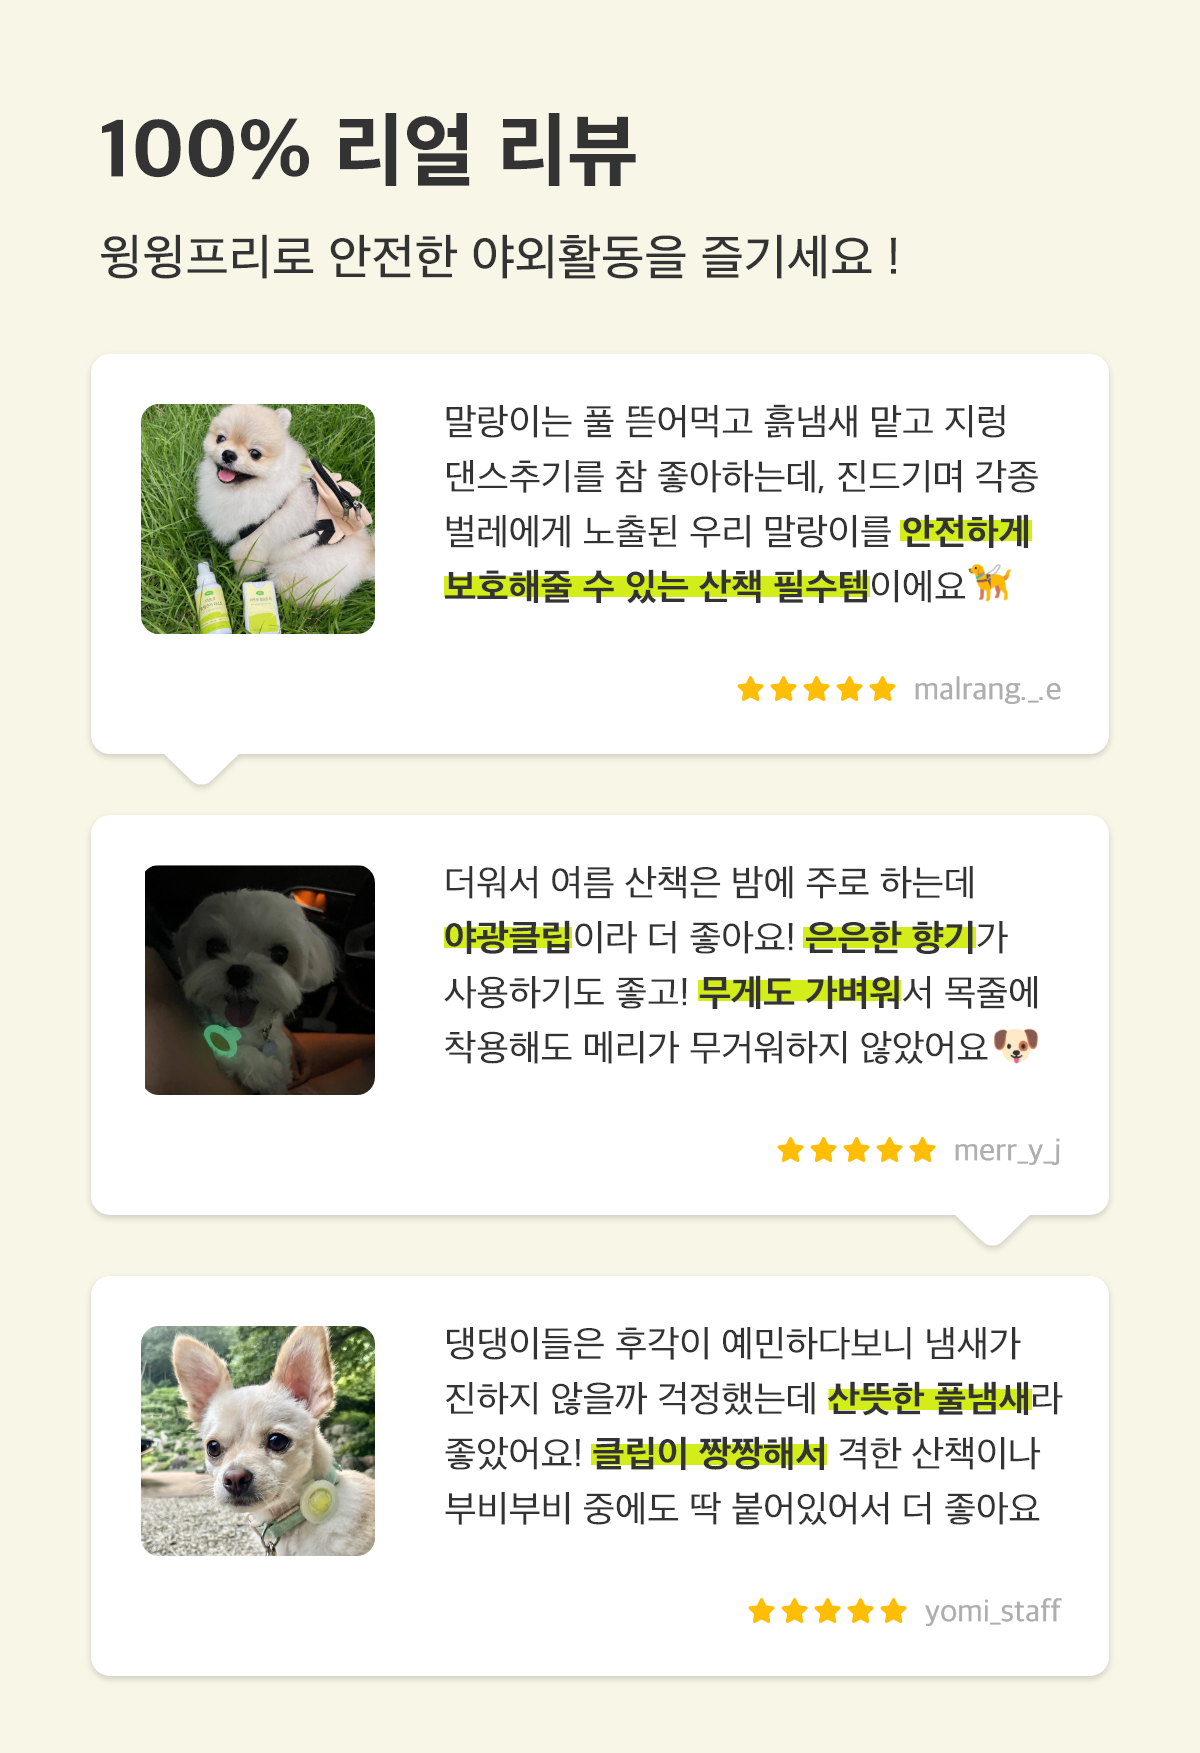 100% 리얼 리뷰
윙윙프리로 안전한 야외활동을 즐기세요 !
말랑이는 풀 뜯어먹고 흙냄새 맡고 지렁
댄스추기를 참 좋아하는데, 진드기며 각종
벌레에게 노출된 우리 말랑이를 안전하게
보호해줄 수 있는 산책 필수템이에요🦮
★★★★★ malrang._.e
더워서 여름 산책은 밤에 주로 하는데
야광클립이라 더 좋아요! 은은한 향기가
사용하기도 좋고! 무게도 가벼워서 목줄에
착용해도 메리가 무거워하지 않았어요🐶
★★★★★ merr_y_j
댕댕이들은 후각이 예민하다보니 냄새가
진하지 않을까 걱정했는데 산뜻한 풀냄새라
좋았어요! 클립이 짱짱해서 격한 산책이나
부비부비 중에도 딱 붙어있어서 더 좋아요
★★★★★ yomi_staff